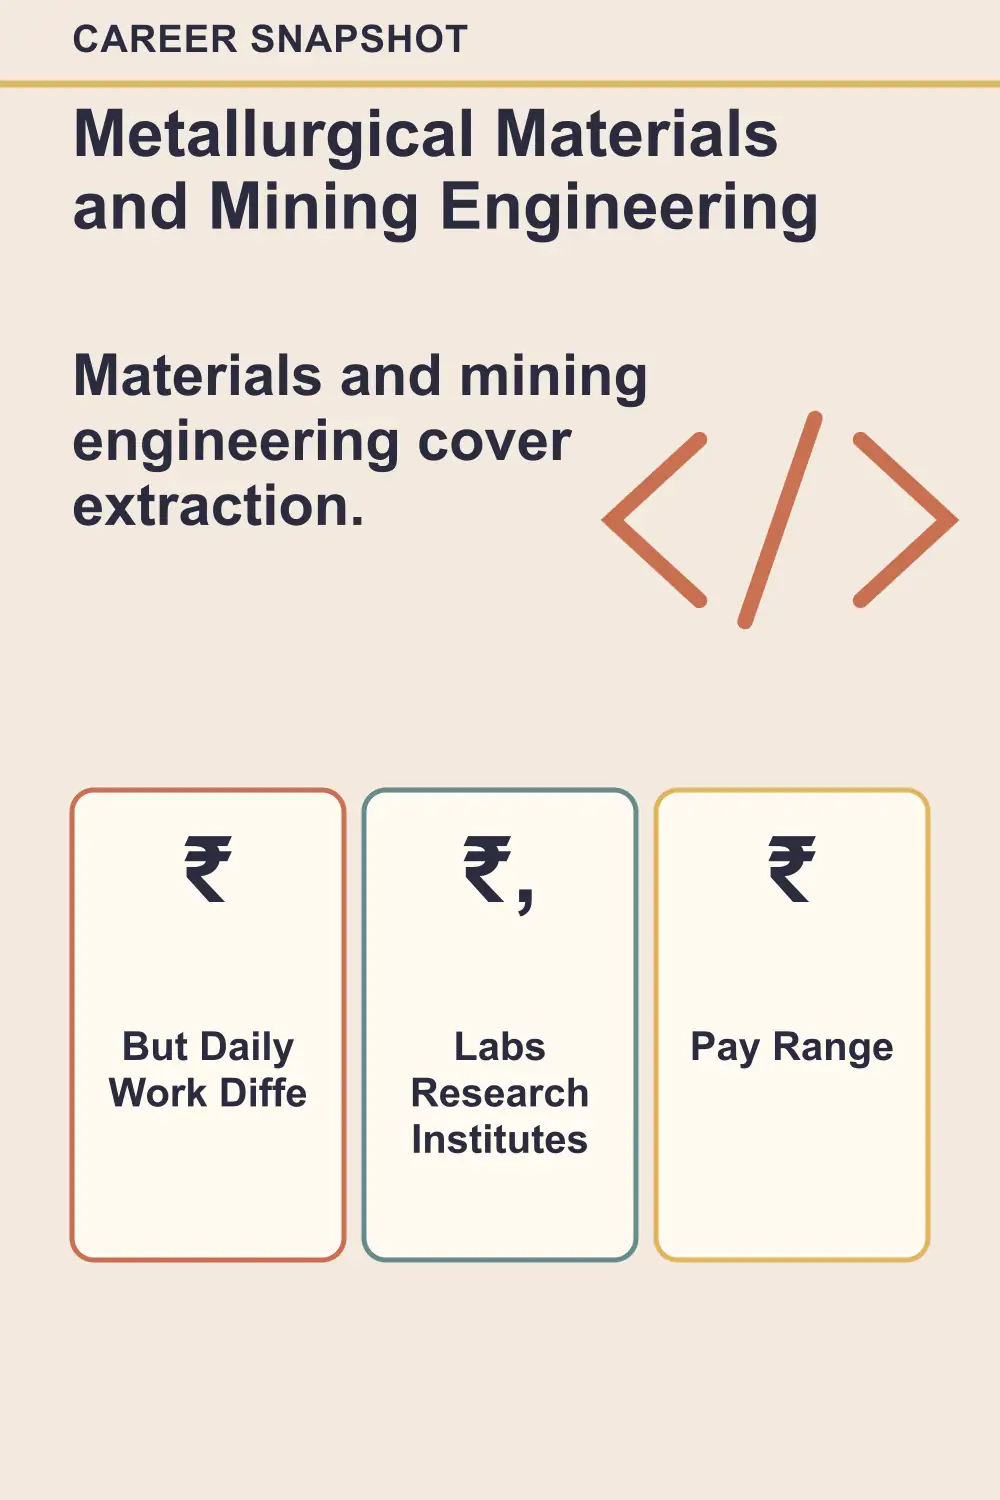 CAREER SNAPSHOT
Metallurgical Materials
and Mining Engineering
Materials and mining
engineering cover
extraction.
₹
But Daily
Work Diffe
₹,
Labs
Research
Institutes
₹
Pay Range